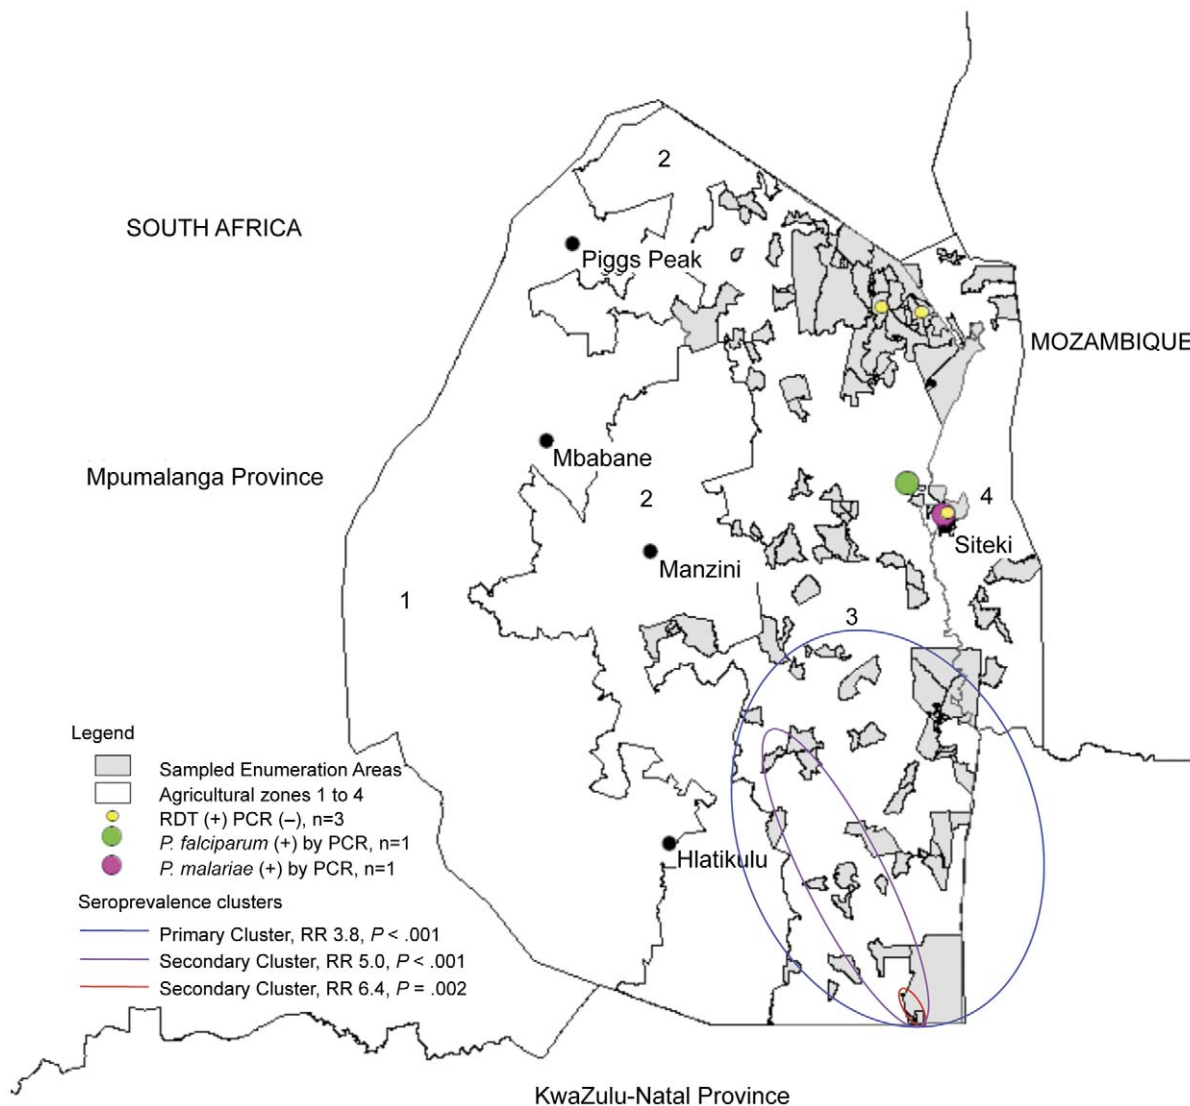 2
SOUTH AFRICA
Piggs Peak
MOZAMBIQUE
Mbabane
Mpumalanga Province
2
4
Siteki
Manzini
1
3
Legend
Sampled Enumeration Areas
Agricultural zones 1 to 4
RDT (+) PCR (–), n=3
P. falciparum (+) by PCR, n=1
P. malariae (+) by PCR, n=1
Hlatikulu
Seroprevalence clusters
Primary Cluster, RR 3.8, P < .001
Secondary Cluster, RR 5.0, P < .001
Secondary Cluster, RR 6.4, P = .002
KwaZulu-Natal Province